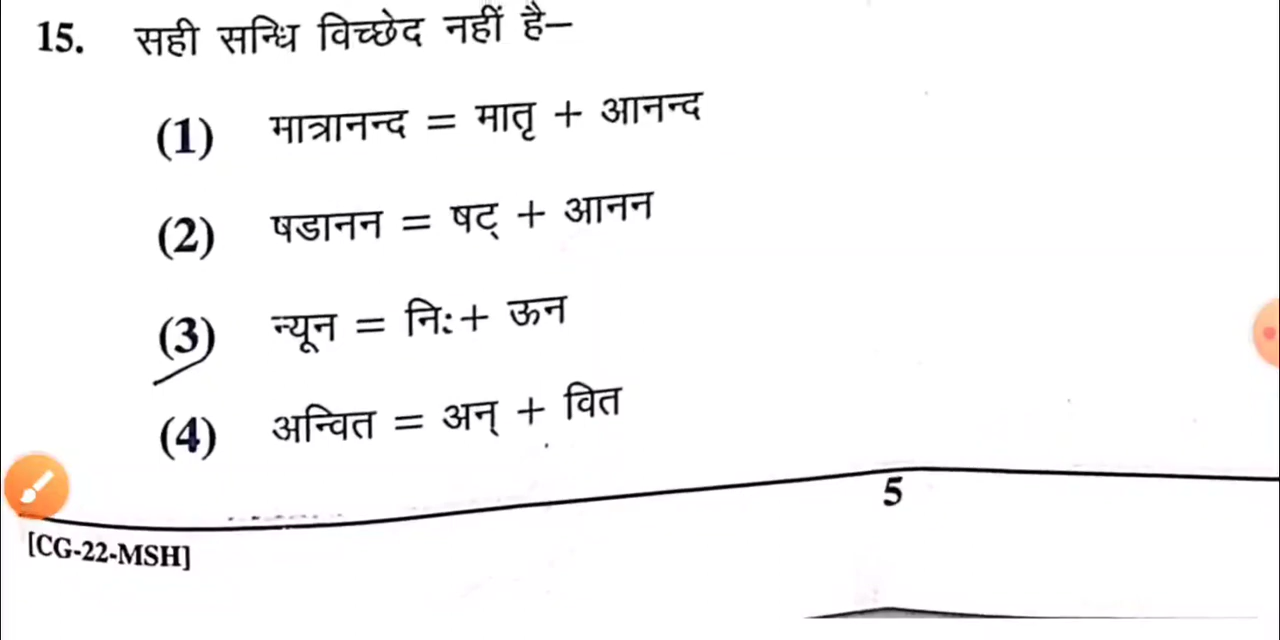 15. सही सन्धि विच्छेद नहीं है–
(1) मात्रानन्द = मातृ + आनन्द
(2) षडानन = षट् + आनन
(3) न्यून = नि: + ऊन
(4) अन्वित = अन् + वित
5
[CG-22-MSH]